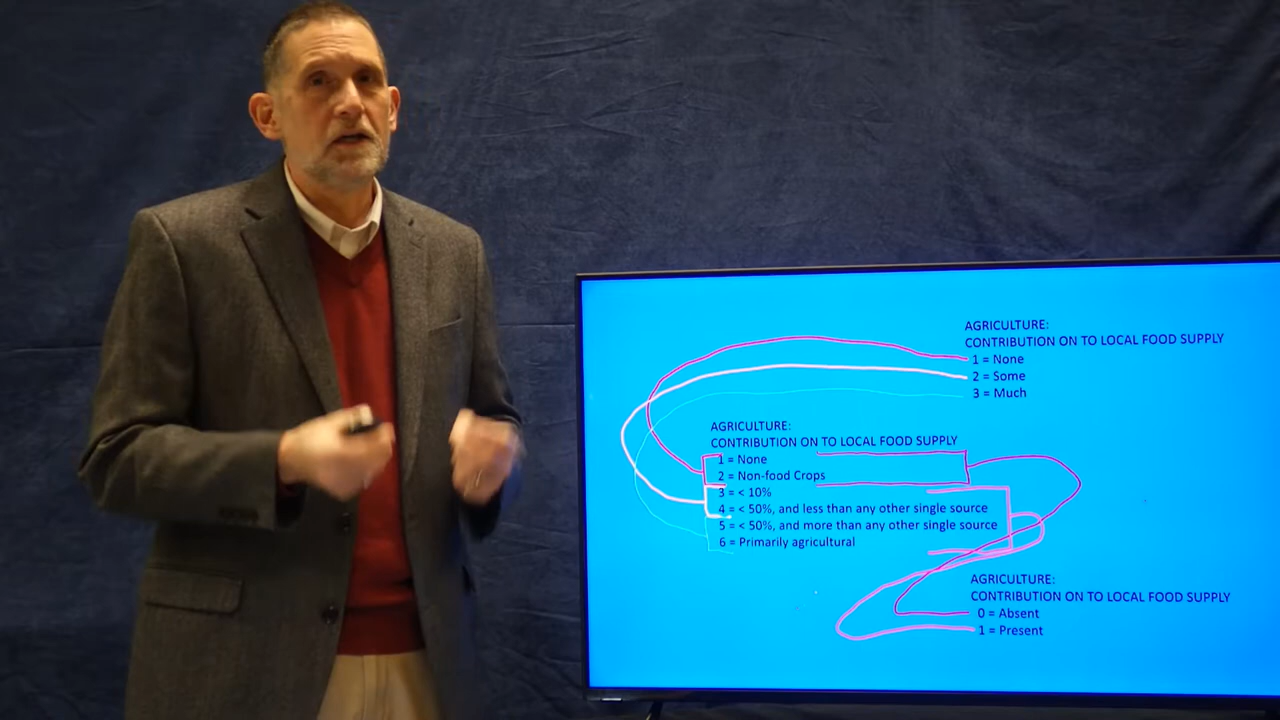 AGRICULTURE:
CONTRIBUTION ON TO LOCAL FOOD SUPPLY
1 = None
2 = Some
3 = Much
AGRICULTURE:
CONTRIBUTION ON TO LOCAL FOOD SUPPLY
1 = None
2 = Non-food Crops
3 = < 10%
4 = < 50%, and less than any other single source
5 = < 50%, and more than any other single source
6 = Primarily agricultural
AGRICULTURE:
CONTRIBUTION ON TO LOCAL FOOD SUPPLY
0 = Absent
1 = Present